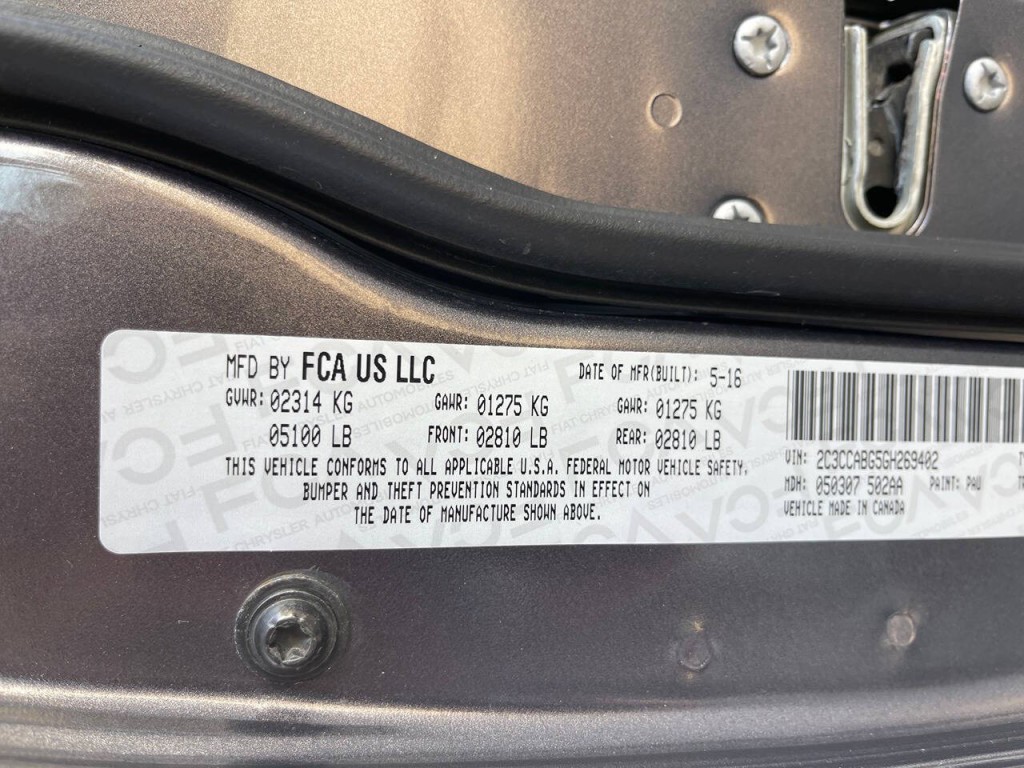 MFD BY FCA US LLC DATE OF MFR(BUILT): 5-16
GVWR: 02314 KG GAWR: 01275 KG GAWR: 01275 KG
05100 LB FRONT: 02810 LB REAR: 02810 LB
THIS VEHICLE CONFORMS TO ALL APPLICABLE U.S.A. FEDERAL MOTOR VEHICLE SAFETY,
BUMPER AND THEFT PREVENTION STANDARDS IN EFFECT ON
THE DATE OF MANUFACTURE SHOWN ABOVE.
VIN: 2C3CCABG5GH269402
MDH: 050307 502AA PAINT: PAU
VEHICLE MADE IN CANADA